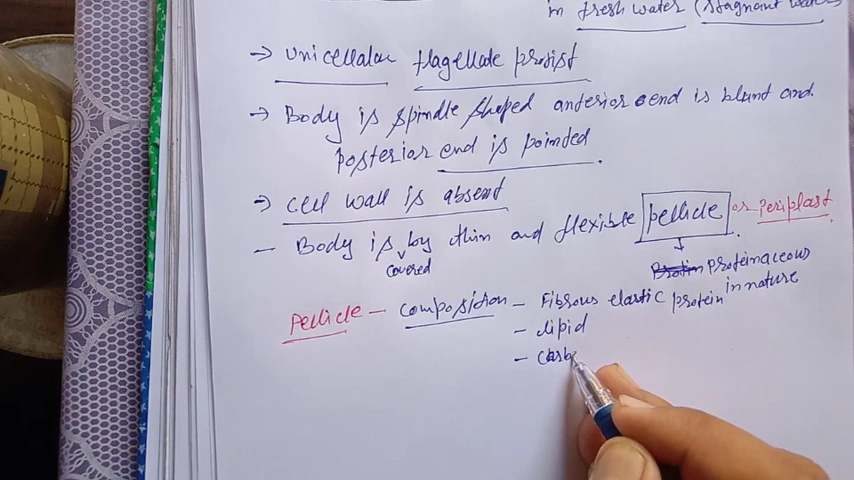 in fresh water (stagnant water
→ unicellular flagellate protist
→ Body is spindle shaped anterior end is blunt and
posterior end is pointed.
→ cell wall is absent
- Body is by thin and flexible pellicle or periplast.
covered
proteinaceous
in nature
Pellicle - composition - Fibrous elastic protein
- lipid
- carb